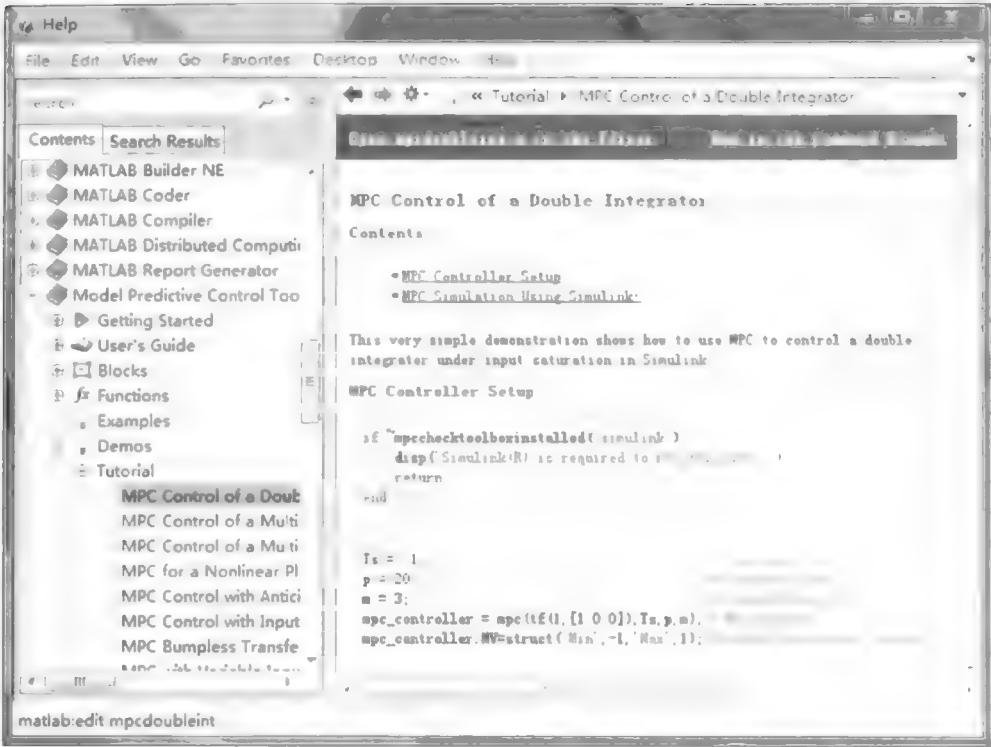 Help
File Edit View Go Favorites Desktop Window
« Tutorial ▸ MPC Control of a Double Integrator
Contents Search Results
MATLAB Builder NE
MATLAB Coder
MATLAB Compiler
MATLAB Distributed Computi
MATLAB Report Generator
Model Predictive Control Too
Getting Started
User's Guide
Blocks
fx Functions
Examples
Demos
Tutorial
MPC Control of a Doub
MPC Control of a Multi
MPC Control of a Multi
MPC for a Nonlinear Pl
MPC Control with Antici
MPC Control with Input
MPC Bumpless Transfe
MPC Control of a Double Integrator
Contents
• MPC Controller Setup
• MPC Simulation Using Simulink
This very simple demonstration shows how to use MPC to control a double
integrator under input saturation in Simulink
MPC Controller Setup
if ~mpcchecktoolboxinstalled('simulink')
disp('Simulink(R) is required to
return
end
Ts = 1
p = 20
m = 3;
mpc_controller = mpc(tf(1,[1 0 0]),Ts,p,m);
mpc_controller.MV=struct('Min',-1,'Max',1);
matlab:edit mpcdoubleint